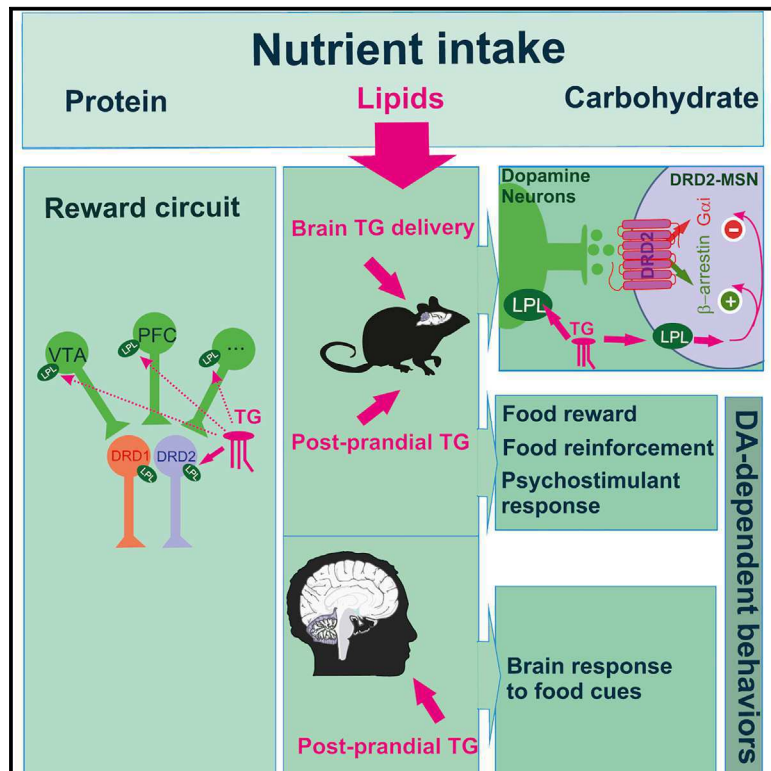 Nutrient intake
Protein
Lipids
Carbohydrate
Reward circuit
VTA
LPL
PFC
LPL
...
LPL
TG
DRD1
LPL
DRD2
LPL
Brain TG delivery
Post-prandial TG
Post-prandial TG
Dopamine
Neurons
DRD2-MSN
LPL
TG
LPL
DRD2
β-arrestin
Gαi
Food reward
Food reinforcement
Psychostimulant
response
Brain response
to food cues
DA-dependent behaviors